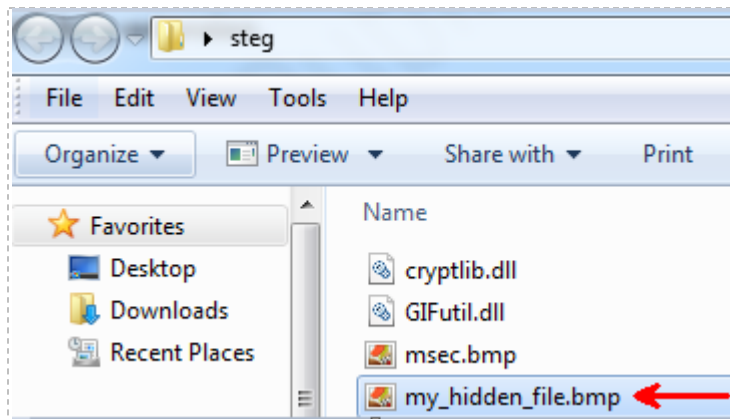 steg
File Edit View Tools Help
Organize Preview Share with Print
Favorites
Desktop
Downloads
Recent Places
Name
cryptlib.dll
GIFutil.dll
msec.bmp
my_hidden_file.bmp